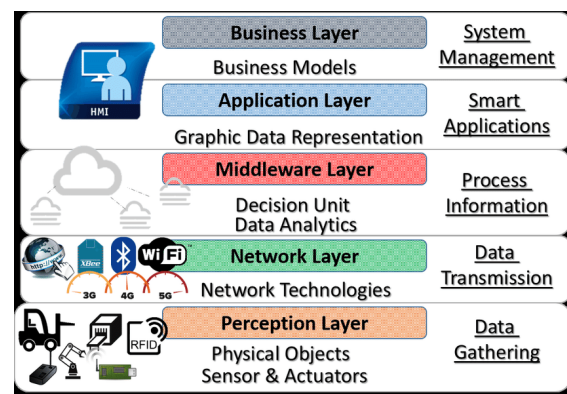 Business Layer
System
Management
Business Models
HMI
Application Layer
Smart
Applications
Graphic Data Representation
Middleware Layer
Process
Information
Decision Unit
Data Analytics
http://w
XBee
WiFi
Network Layer
Data
Transmission
3G
4G
5G
Network Technologies
Perception Layer
Data
Gathering
RFID
Physical Objects
Sensor & Actuators